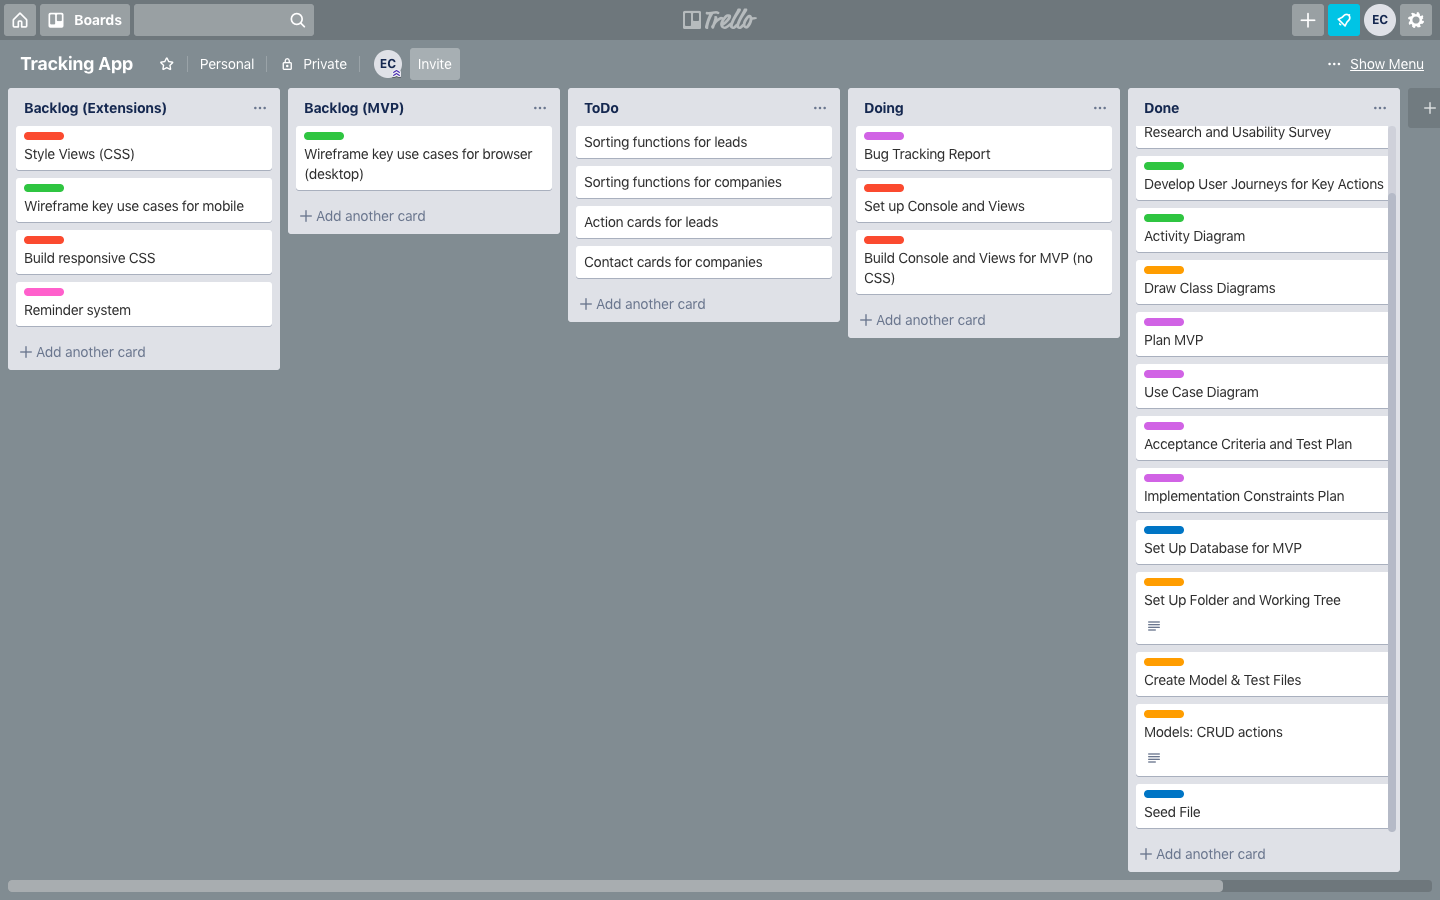 Boards
Trello
EC
Tracking App
Personal
Private
EC
Invite
... Show Menu
Backlog (Extensions)
Style Views (CSS)
Wireframe key use cases for mobile
Build responsive CSS
Reminder system
+ Add another card
Backlog (MVP)
Wireframe key use cases for browser
(desktop)
+ Add another card
ToDo
Sorting functions for leads
Sorting functions for companies
Action cards for leads
Contact cards for companies
+ Add another card
Doing
Bug Tracking Report
Set up Console and Views
Build Console and Views for MVP (no
CSS)
+ Add another card
Done
Research and Usability Survey
Develop User Journeys for Key Actions
Activity Diagram
Draw Class Diagrams
Plan MVP
Use Case Diagram
Acceptance Criteria and Test Plan
Implementation Constraints Plan
Set Up Database for MVP
Set Up Folder and Working Tree
Create Model & Test Files
Models: CRUD actions
Seed File
+ Add another card